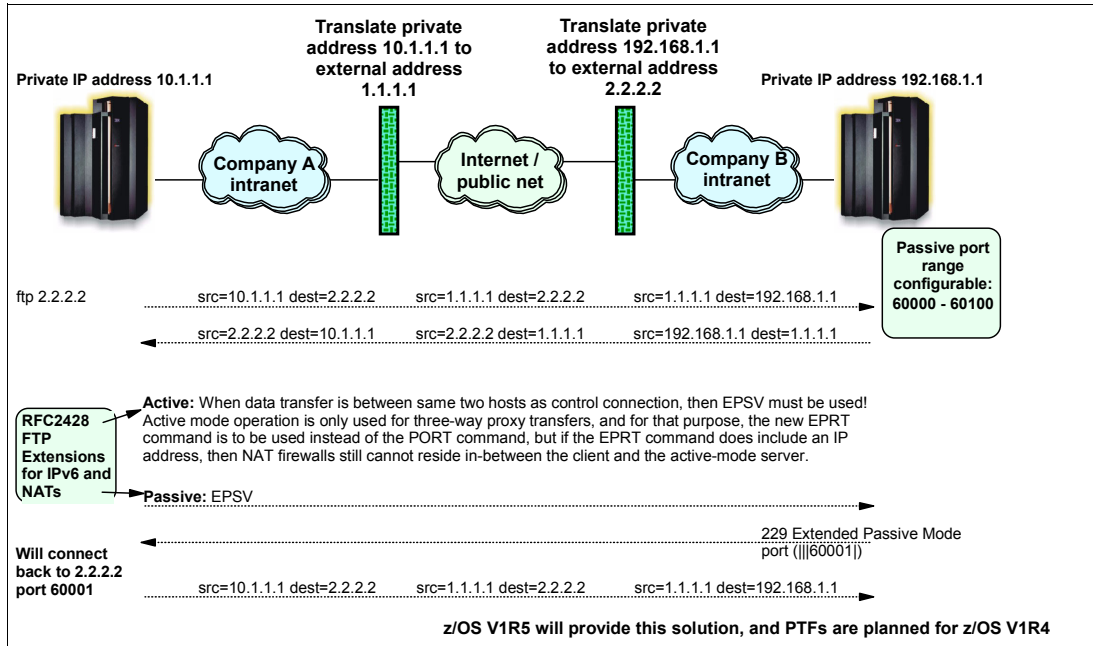 Translate private
address 10.1.1.1 to
external address
1.1.1.1
Translate private
address 192.168.1.1
to external address
2.2.2.2
Private IP address 10.1.1.1
Private IP address 192.168.1.1
Company A
intranet
Internet /
public net
Company B
intranet
Passive port
range
configurable:
60000 - 60100
ftp 2.2.2.2
src=10.1.1.1 dest=2.2.2.2
src=1.1.1.1 dest=2.2.2.2
src=1.1.1.1 dest=192.168.1.1
src=2.2.2.2 dest=10.1.1.1
src=2.2.2.2 dest=1.1.1.1
src=192.168.1.1 dest=1.1.1.1
RFC2428
FTP
Extensions
for IPv6 and
NATs
Active: When data transfer is between same two hosts as control connection, then EPSV must be used!
Active mode operation is only used for three-way proxy transfers, and for that purpose, the new EPRT
command is to be used instead of the PORT command, but if the EPRT command does include an IP
address, then NAT firewalls still cannot reside in-between the client and the active-mode server.
Passive: EPSV
229 Extended Passive Mode
port (|||60001|)
Will connect
back to 2.2.2.2
port 60001
src=10.1.1.1 dest=2.2.2.2
src=1.1.1.1 dest=2.2.2.2
src=1.1.1.1 dest=192.168.1.1
z/OS V1R5 will provide this solution, and PTFs are planned for z/OS V1R4